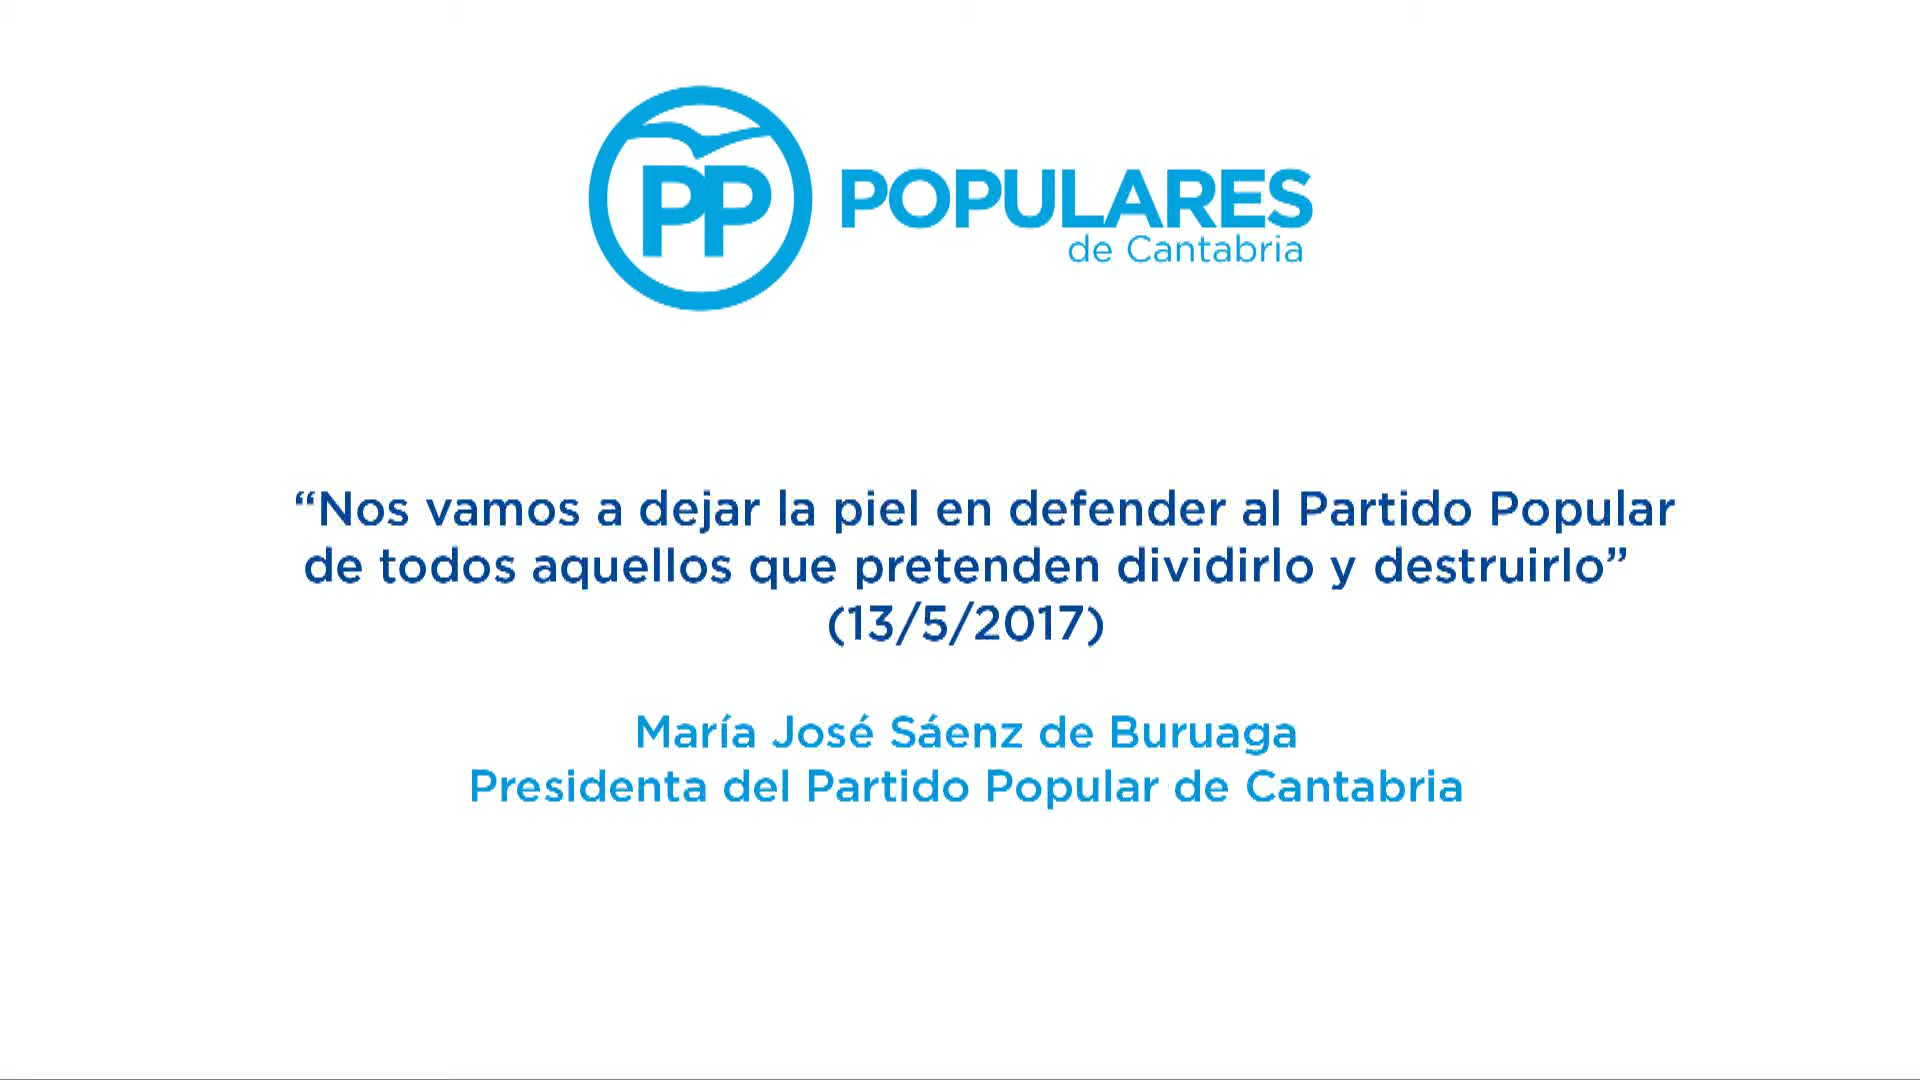 PP POPULARES
de Cantabria
“Nos vamos a dejar la piel en defender al Partido Popular
de todos aquellos que pretenden dividirlo y destruirlo”
(13/5/2017)
María José Sáenz de Buruaga
Presidenta del Partido Popular de Cantabria